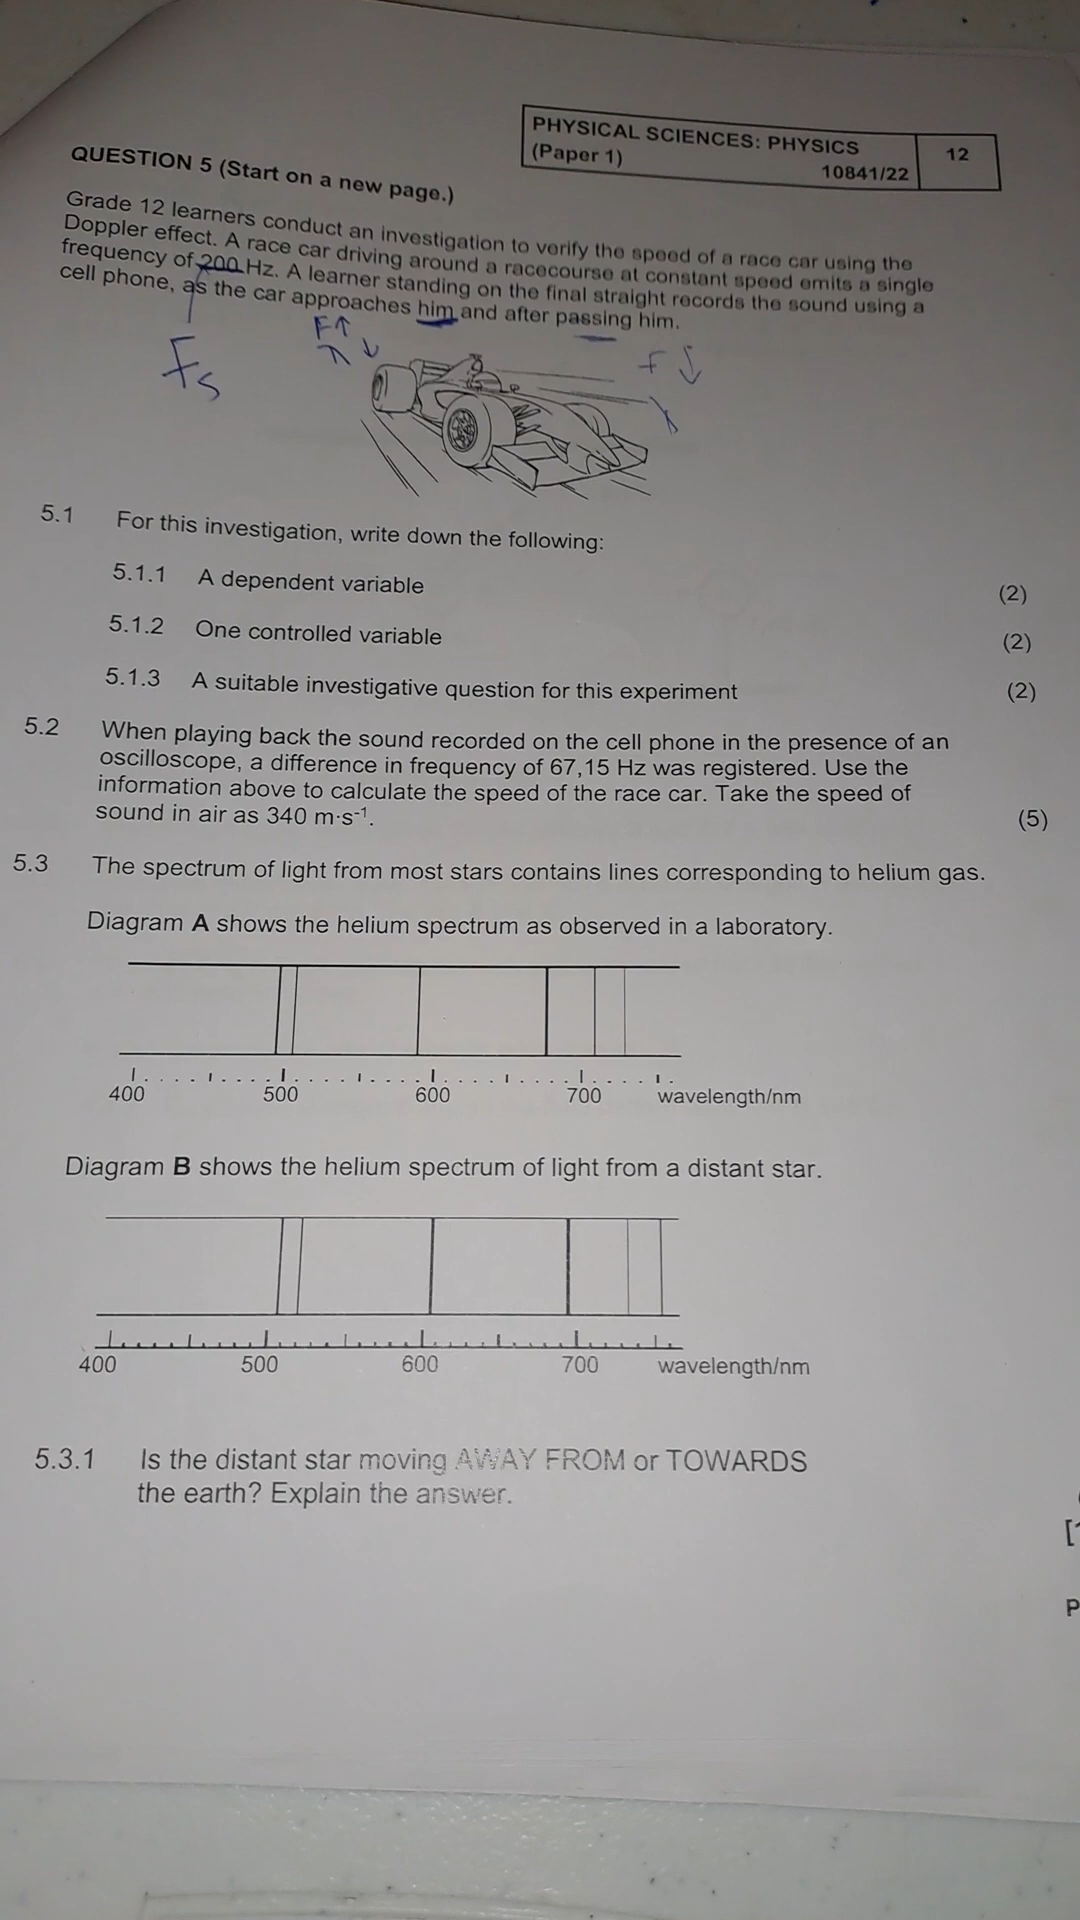 PHYSICAL SCIENCES: PHYSICS
(Paper 1)
10841/22
12
QUESTION 5 (Start on a new page.)
Grade 12 learners conduct an investigation to verify the speed of a race car using the
Doppler effect. A race car driving around a racecourse at constant speed emits a single
frequency of 200 Hz. A learner standing on the final straight records the sound using a
cell phone, as the car approaches him and after passing him.
F↑
f ↓
Fs
5.1 For this investigation, write down the following:
5.1.1 A dependent variable (2)
5.1.2 One controlled variable (2)
5.1.3 A suitable investigative question for this experiment (2)
5.2 When playing back the sound recorded on the cell phone in the presence of an
oscilloscope, a difference in frequency of 67,15 Hz was registered. Use the
information above to calculate the speed of the race car. Take the speed of
sound in air as 340 m·s⁻¹. (5)
5.3 The spectrum of light from most stars contains lines corresponding to helium gas.
Diagram A shows the helium spectrum as observed in a laboratory.
400 500 600 700 wavelength/nm
Diagram B shows the helium spectrum of light from a distant star.
400 500 600 700 wavelength/nm
5.3.1 Is the distant star moving AWAY FROM or TOWARDS
the earth? Explain the answer.
[
P